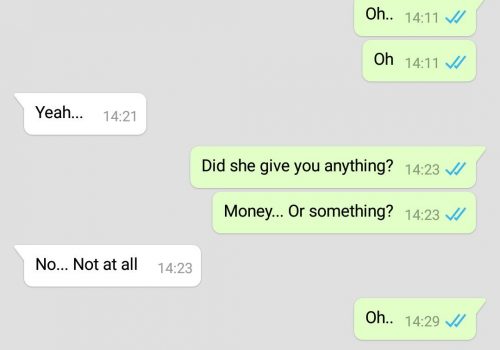 Oh.. 14:11
Oh 14:11
Yeah... 14:21
Did she give you anything? 14:23
Money... Or something? 14:23
No... Not at all 14:23
Oh.. 14:29